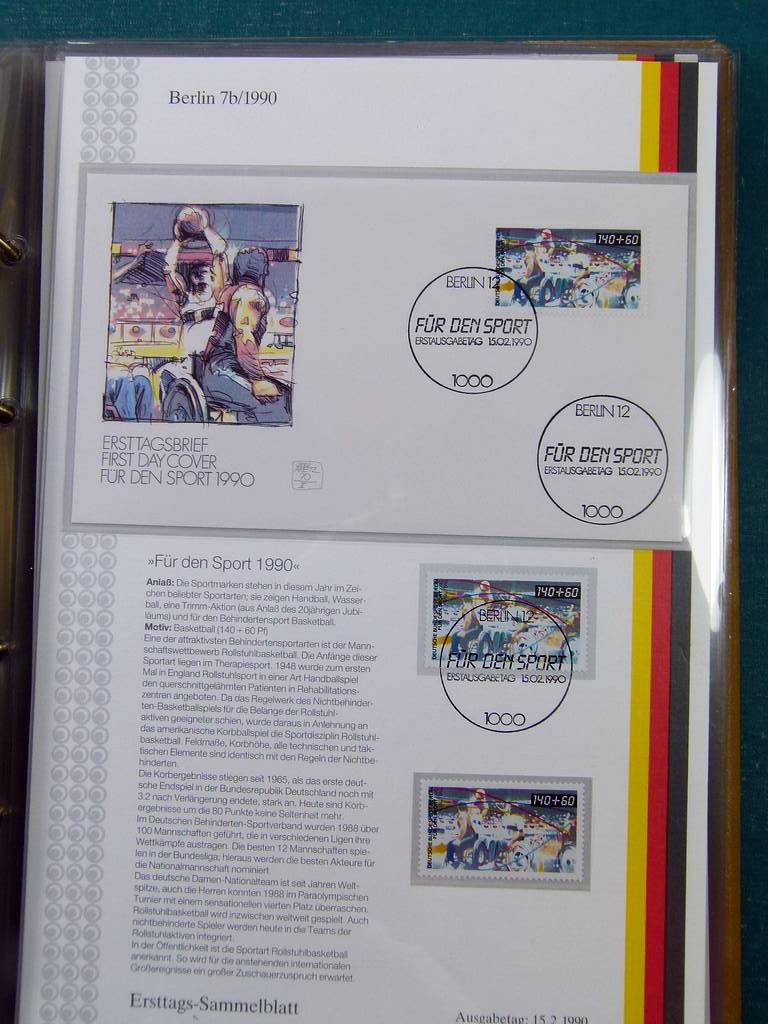 Berlin 7b/1990
140+60
BERLIN 12
FÜR DEN SPORT
ERSTAUSGABETAG 15.02.1990
1000
BERLIN 12
FÜR DEN SPORT
ERSTAUSGABETAG 15.02.1990
1000
ERSTTAGSBRIEF
FIRST DAY COVER
FÜR DEN SPORT 1990
»Für den Sport 1990«
Anlaß: Die Sportmarken stehen in diesem Jahr im Zei-
chen beliebter Sportarten; sie zeigen Handball, Wasser-
ball, eine Trimm-Aktion (aus Anlaß des 20jährigen Jubi-
läums) und für den Behindertensport Basketball.
Motiv: Basketball (140 + 60 Pf)
Eine der attraktivsten Behindertensportarten ist der Mann-
schaftswettbewerb Rollstuhlbasketball. Die Anfänge dieser
Sportart liegen im Therapiesport. 1948 wurde zum ersten
Mal in England Rollstuhlsport in einer Art Handballspiel
den querschnittgelähmten Patienten in Rehabilitations-
zentren angeboten. Da das Regelwerk des Nichtbehinder-
ten-Basketballspiels für die Belange der Rollstuhl-
aktiven geeigneter schien, wurde daraus in Anlehnung an
das amerikanische Korbballspiel die Sportdisziplin Rollstuhl-
basketball. Feldmaße, Korbhöhe, alle technischen und tak-
tischen Elemente sind identisch mit den Regeln der Nichtbe-
hinderten.
Die Korbergebnisse stiegen seit 1965, als das erste deut-
sche Endspiel in der Bundesrepublik Deutschland noch mit
3:2 nach Verlängerung endete, stark an. Heute sind Korb-
ergebnisse um die 80 Punkte keine Seltenheit mehr.
Im Deutschen Behinderten-Sportverband wurden 1988 über
100 Mannschaften geführt, die in verschiedenen Ligen ihre
Wettkämpfe austragen. Die besten 12 Mannschaften spie-
len in der Bundesliga; hieraus werden die besten Akteure für
die Nationalmannschaft nominiert.
Das deutsche Damen-Nationalteam ist seit Jahren Welt-
spitze, auch die Herren konnten 1988 im Paraolympischen
Turnier mit einem sensationellen vierten Platz überraschen.
Rollstuhlbasketball wird inzwischen weltweit gespielt. Auch
nichtbehinderte Spieler werden heute in die Teams der
Rollstuhlaktiven integriert.
In der Öffentlichkeit ist die Sportart Rollstuhlbasketball
anerkannt. So wird für die anstehenden internationalen
Großereignisse ein großer Zuschauerzuspruch erwartet.
140+60
BERLIN 12
FÜR DEN SPORT
ERSTAUSGABETAG 15.02.1990
1000
140+60
Ersttags-Sammelblatt
Ausgabetag: 15.2.1990